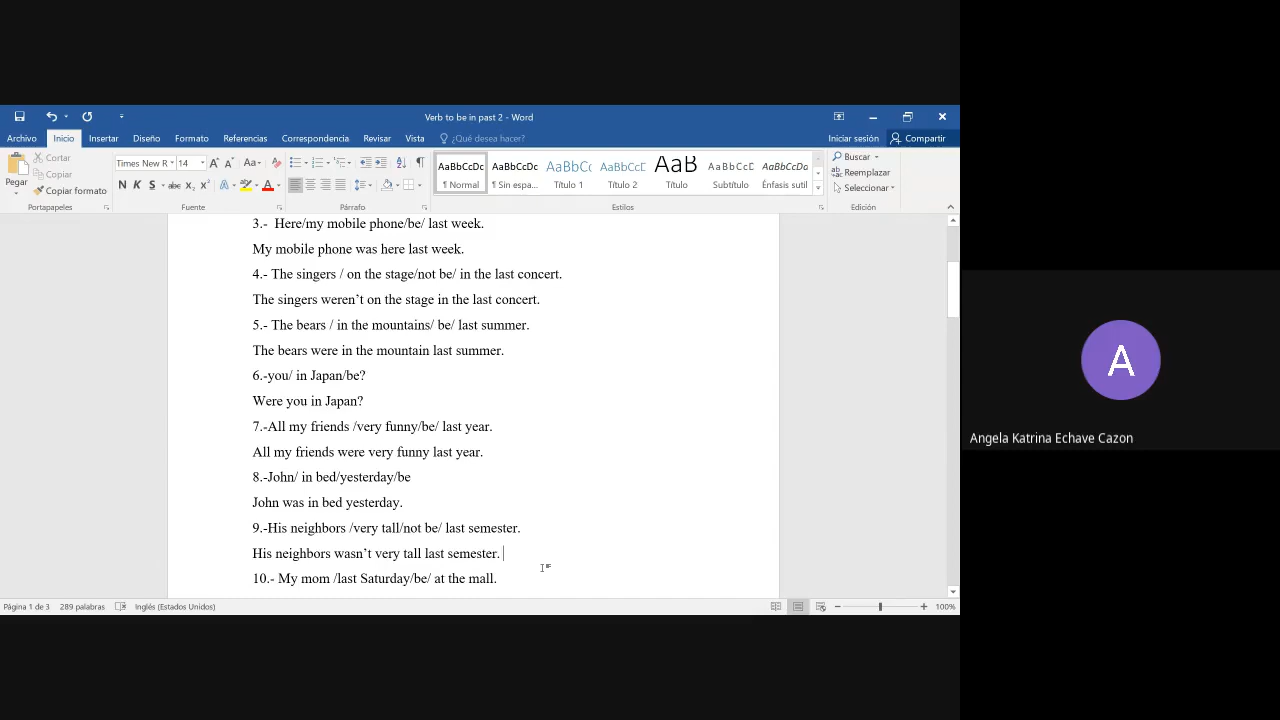 Verb to be in past 2 - Word
Archivo Inicio Insertar Diseño Formato Referencias Correspondencia Revisar Vista ¿Qué desea hacer? Iniciar sesión Compartir
Pegar
Cortar
Copiar
Copiar formato
Portapapeles
Times New R 14
N K S abc x₂ x²
Fuente
Párrafo
AaBbCcDc AaBbCcDc AaBbCc AaBbCcC AaB AaBbCcC AaBbCcDa
¶ Normal ¶ Sin espa... Título 1 Título 2 Título Subtítulo Énfasis sutil
Estilos
Buscar
Reemplazar
Seleccionar
Edición
3.- Here/my mobile phone/be/ last week.
My mobile phone was here last week.
4.- The singers / on the stage/not be/ in the last concert.
The singers weren’t on the stage in the last concert.
5.- The bears / in the mountains/ be/ last summer.
The bears were in the mountain last summer.
6.-you/ in Japan/be?
Were you in Japan?
7.-All my friends /very funny/be/ last year.
All my friends were very funny last year.
8.-John/ in bed/yesterday/be
John was in bed yesterday.
9.-His neighbors /very tall/not be/ last semester.
His neighbors wasn’t very tall last semester.
10.- My mom /last Saturday/be/ at the mall.
Página 1 de 3 289 palabras Inglés (Estados Unidos) 100%
A
Angela Katrina Echave Cazon